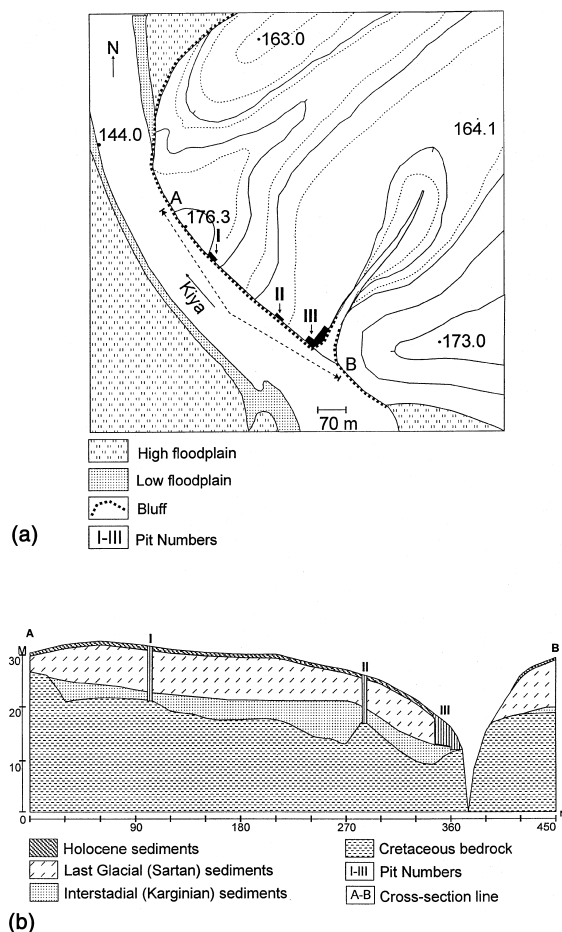 N
163.0
144.0
164.1
A
176.3
I
Kiya
II
III
173.0
B
70 m
High floodplain
Low floodplain
Bluff
I-III Pit Numbers
(a)
A
B
M
I
30
II
20
III
10
0
90
180
270
360
450
Holocene sediments
Last Glacial (Sartan) sediments
Interstadial (Karginian) sediments
Cretaceous bedrock
I-III Pit Numbers
A-B Cross-section line
(b)